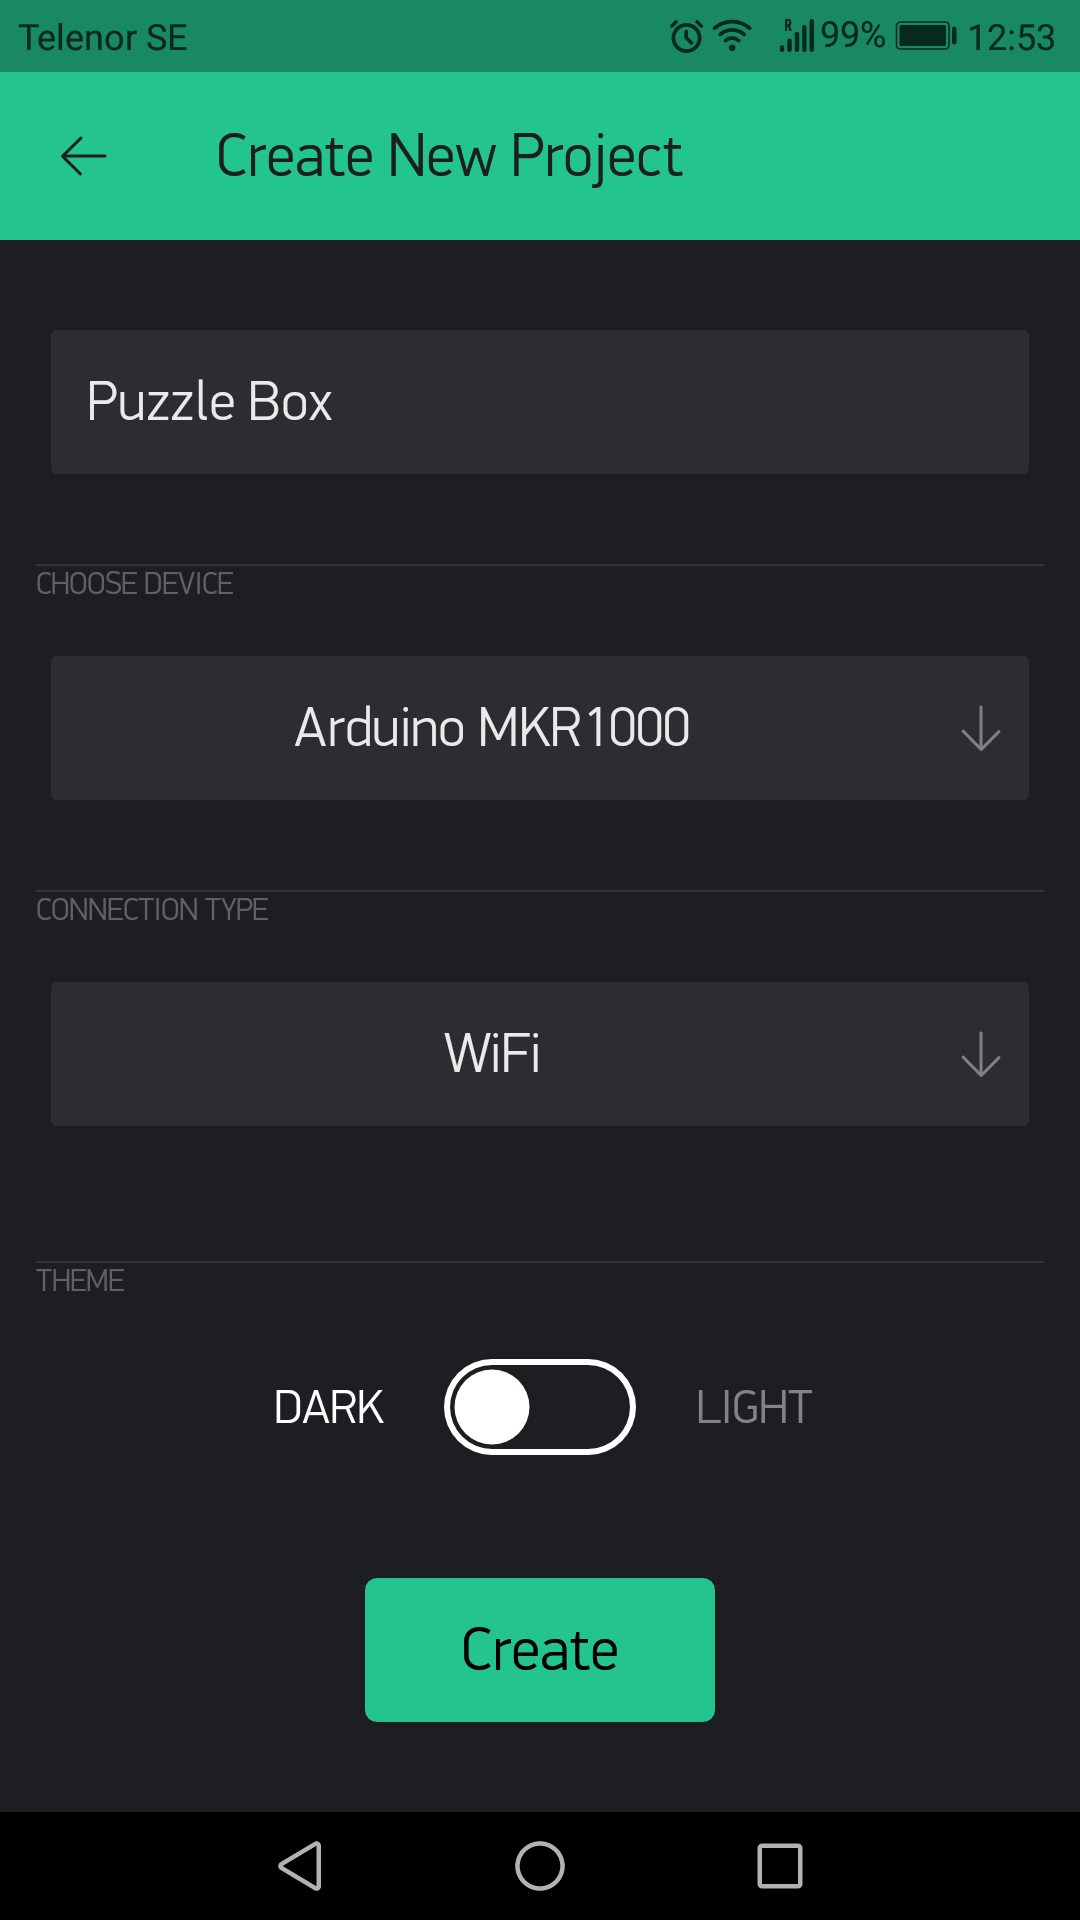 Telenor SE R 99% 12:53
Create New Project
Puzzle Box
CHOOSE DEVICE
Arduino MKR1000
CONNECTION TYPE
WiFi
THEME
DARK LIGHT
Create